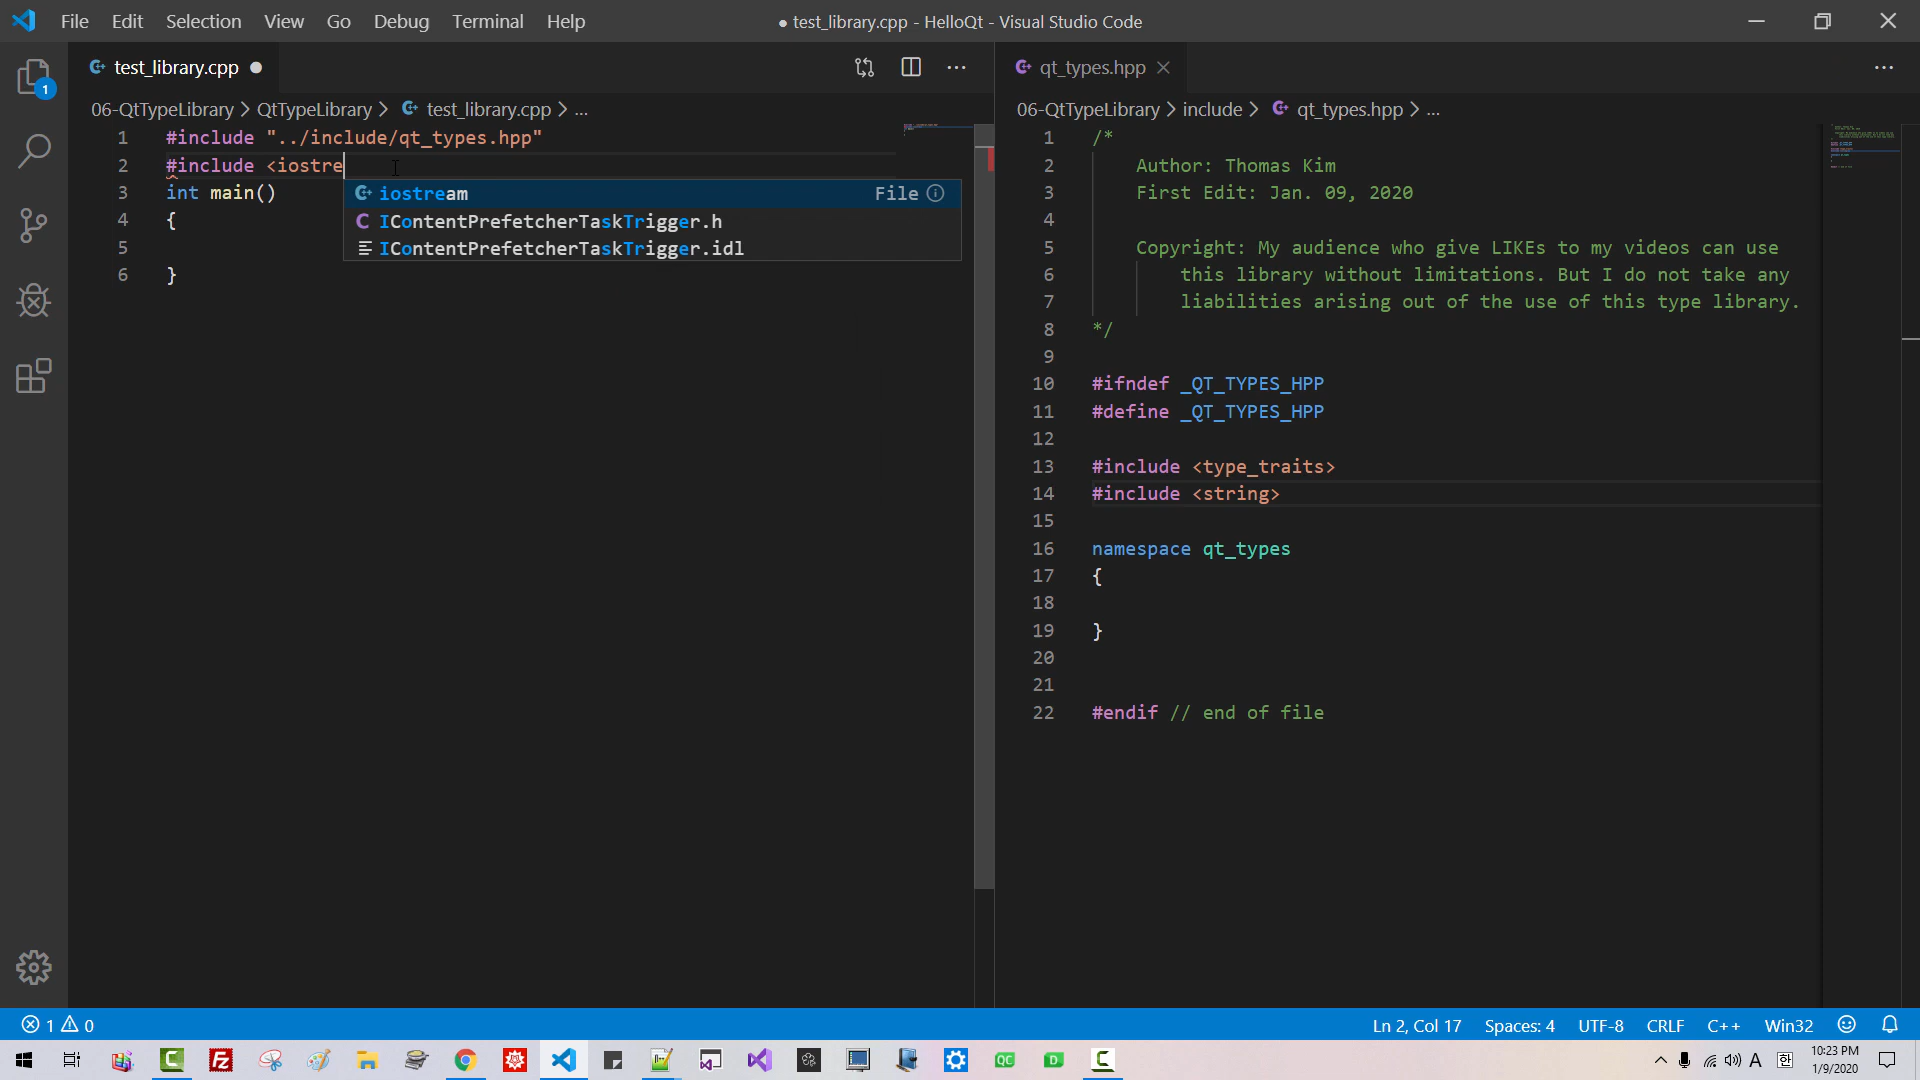 File Edit Selection View Go Debug Terminal Help
● test_library.cpp - HelloQt - Visual Studio Code
1
test_library.cpp ●
06-QtTypeLibrary > QtTypeLibrary > test_library.cpp > ...
1 #include "../include/qt_types.hpp"
2 #include <iostre
3 int main()
4 {
5
6 }
iostream File
IContentPrefetcherTaskTrigger.h
IContentPrefetcherTaskTrigger.idl
qt_types.hpp
06-QtTypeLibrary > include > qt_types.hpp > ...
1 /*
2 Author: Thomas Kim
3 First Edit: Jan. 09, 2020
4
5 Copyright: My audience who give LIKEs to my videos can use
6 this library without limitations. But I do not take any
7 liabilities arising out of the use of this type library.
8 */
9
10 #ifndef _QT_TYPES_HPP
11 #define _QT_TYPES_HPP
12
13 #include <type_traits>
14 #include <string>
15
16 namespace qt_types
17 {
18
19 }
20
21
22 #endif // end of file
1 0
Ln 2, Col 17 Spaces: 4 UTF-8 CRLF C++ Win32
QC D
A 한 10:23 PM
1/9/2020